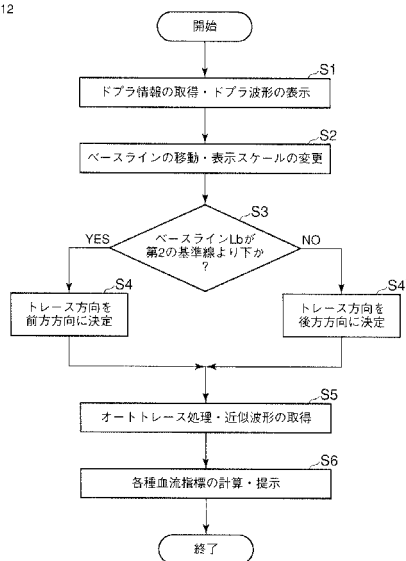 12
開始
S1
ドプラ情報の取得・ドプラ波形の表示
S2
ベースラインの移動・表示スケールの変更
S3
ベースラインLbが
第2の基準線より下か
?
YES
NO
S4
トレース方向を
前方方向に決定
S4
トレース方向を
後方方向に決定
S5
オートトレース処理・近似波形の取得
S6
各種血流指標の計算・提示
終了